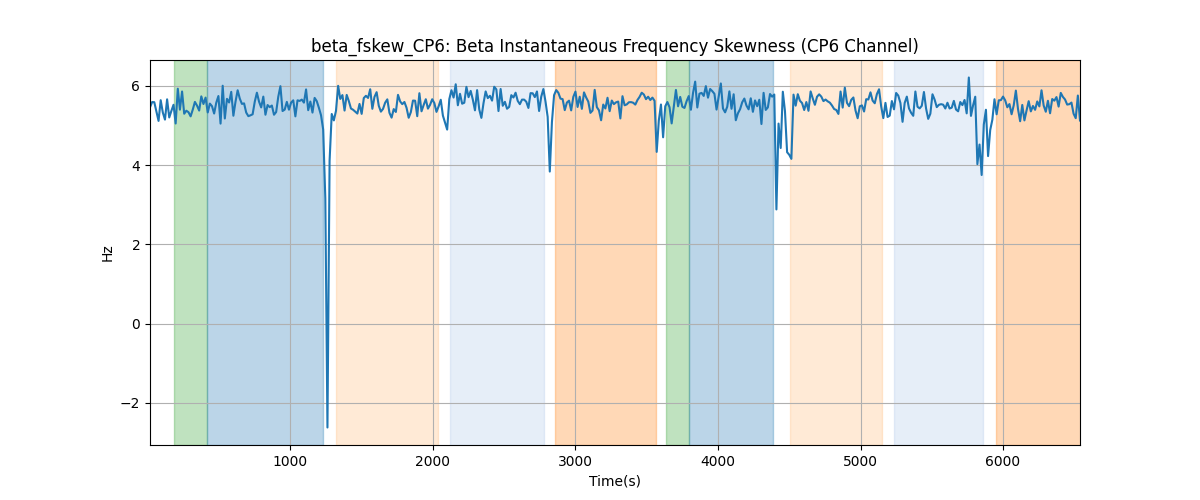 beta_fskew_CP6: Beta Instantaneous Frequency Skewness (CP6 Channel)
6
4
2
0
−2
Hz
1000 2000 3000 4000 5000 6000
Time(s)